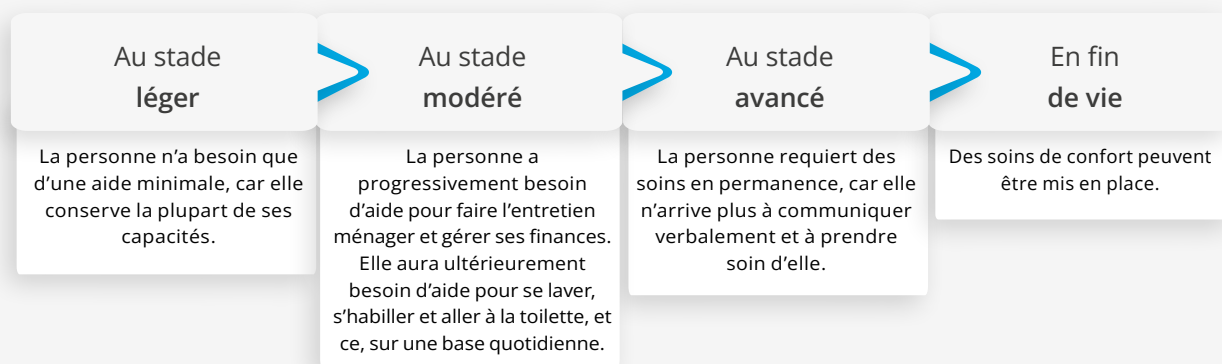 Au stade
léger
La personne n’a besoin que
d’une aide minimale, car elle
conserve la plupart de ses
capacités.
Au stade
modéré
La personne a
progressivement besoin
d’aide pour faire l’entretien
ménager et gérer ses finances.
Elle aura ultérieurement
besoin d’aide pour se laver,
s’habiller et aller à la toilette, et
ce, sur une base quotidienne.
Au stade
avancé
La personne requiert des
soins en permanence, car elle
n’arrive plus à communiquer
verbalement et à prendre
soin d’elle.
En fin
de vie
Des soins de confort peuvent
être mis en place.